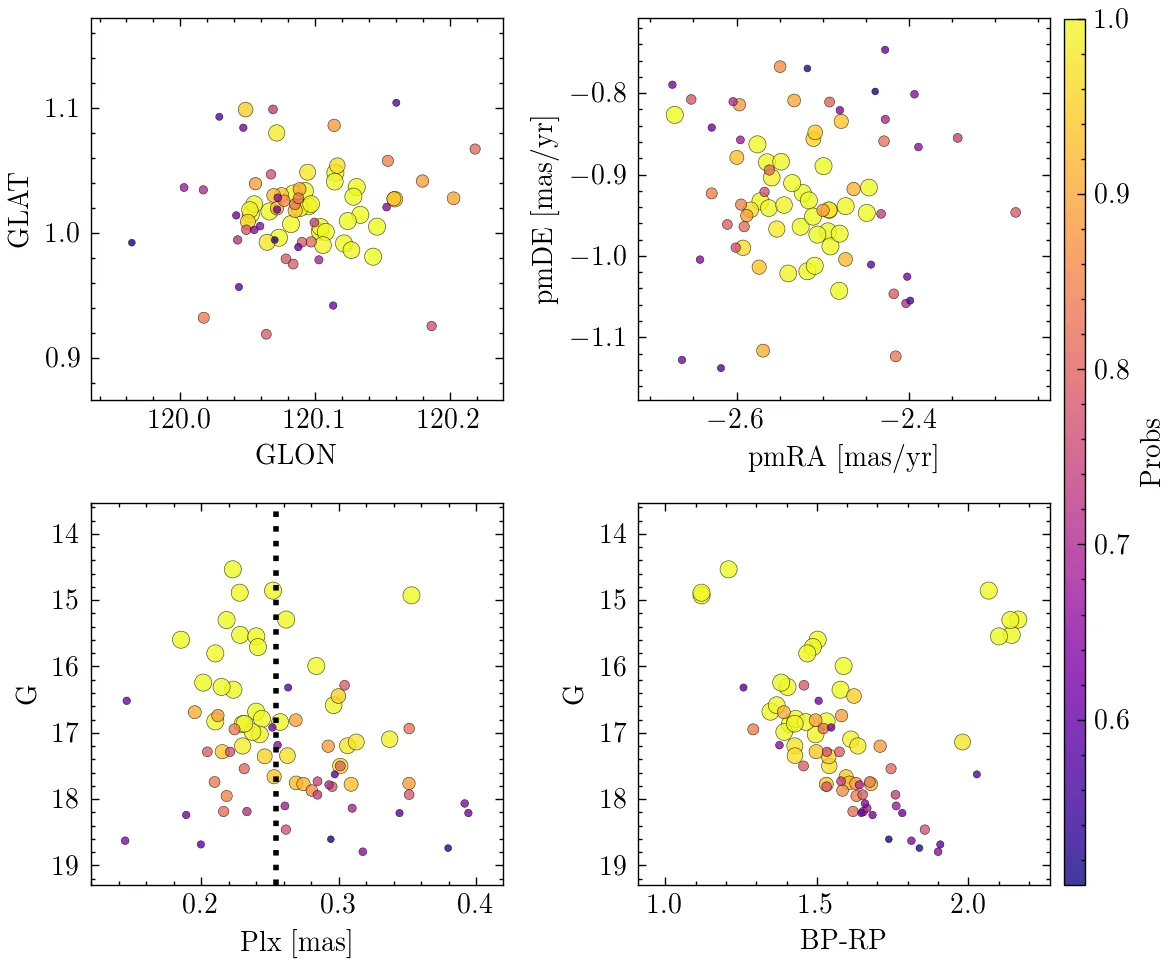 1.1
1.0
0.9
GLAT
120.0 120.1 120.2
GLON
−0.8
−0.9
−1.0
−1.1
pmDE [mas/yr]
−2.6 −2.4
pmRA [mas/yr]
14
15
16
17
18
19
G
0.2 0.3 0.4
Plx [mas]
14
15
16
17
18
19
G
1.0 1.5 2.0
BP-RP
1.0
0.9
0.8
0.7
0.6
Probs